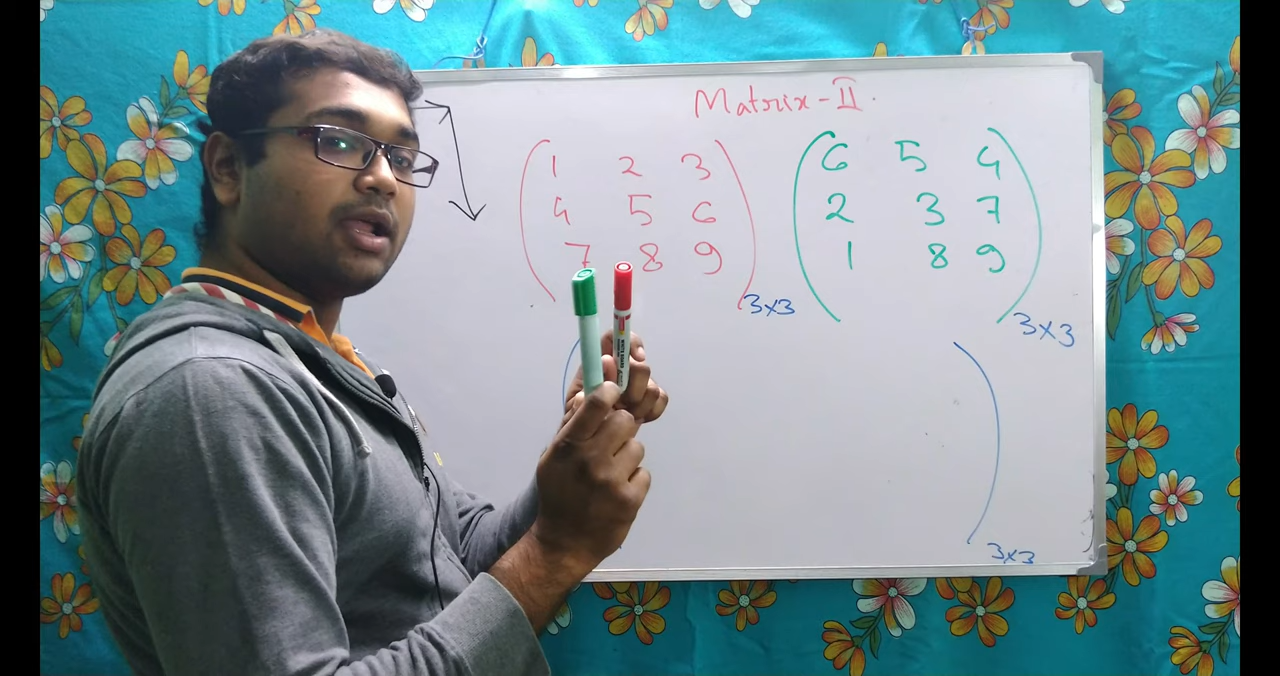 Matrix-II.
1 2 3
4 5 6
7 8 9
3x3
6 5 4
2 3 7
1 8 9
3x3
3x3